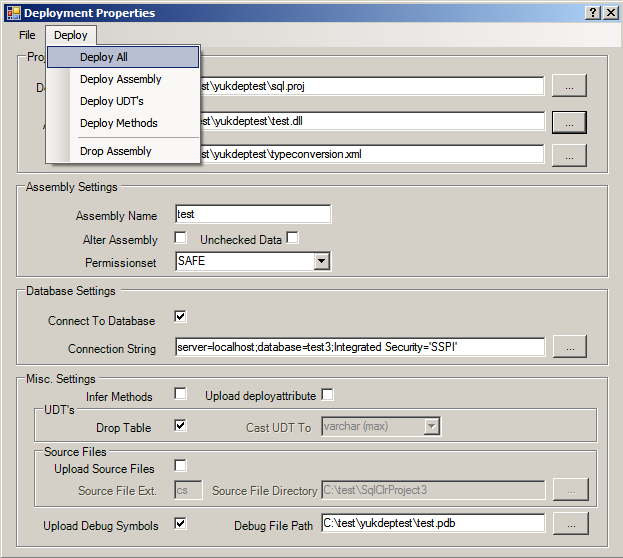 Deployment Properties
File Deploy
Deploy All
Deploy Assembly
Deploy UDT's
Deploy Methods
Drop Assembly
st\yukdeptest\sql.proj ...
st\yukdeptest\test.dll ...
st\yukdeptest\typeconversion.xml ...
Assembly Settings
Assembly Name test
Alter Assembly Unchecked Data
Permissionset SAFE
Database Settings
Connect To Database
Connection String server=localhost;database=test3;Integrated Security='SSPI' ...
Misc. Settings
Infer Methods Upload deployattribute
UDT's
Drop Table Cast UDT To varchar (max)
Source Files
Upload Source Files
Source File Ext. cs Source File Directory C:\test\SqlClrProject3 ...
Upload Debug Symbols Debug File Path C:\test\yukdeptest\test.pdb ...